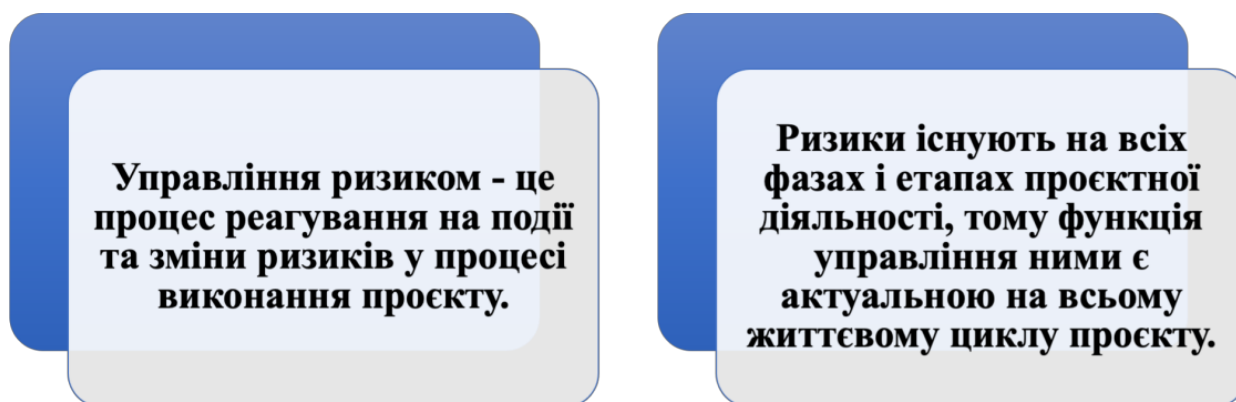 Управління ризиком - це
процес реагування на події
та зміни ризиків у процесі
виконання проєкту.
Ризики існують на всіх
фазах і етапах проєктної
діяльності, тому функція
управління ними є
актуальною на всьому
життєвому циклу проєкту.